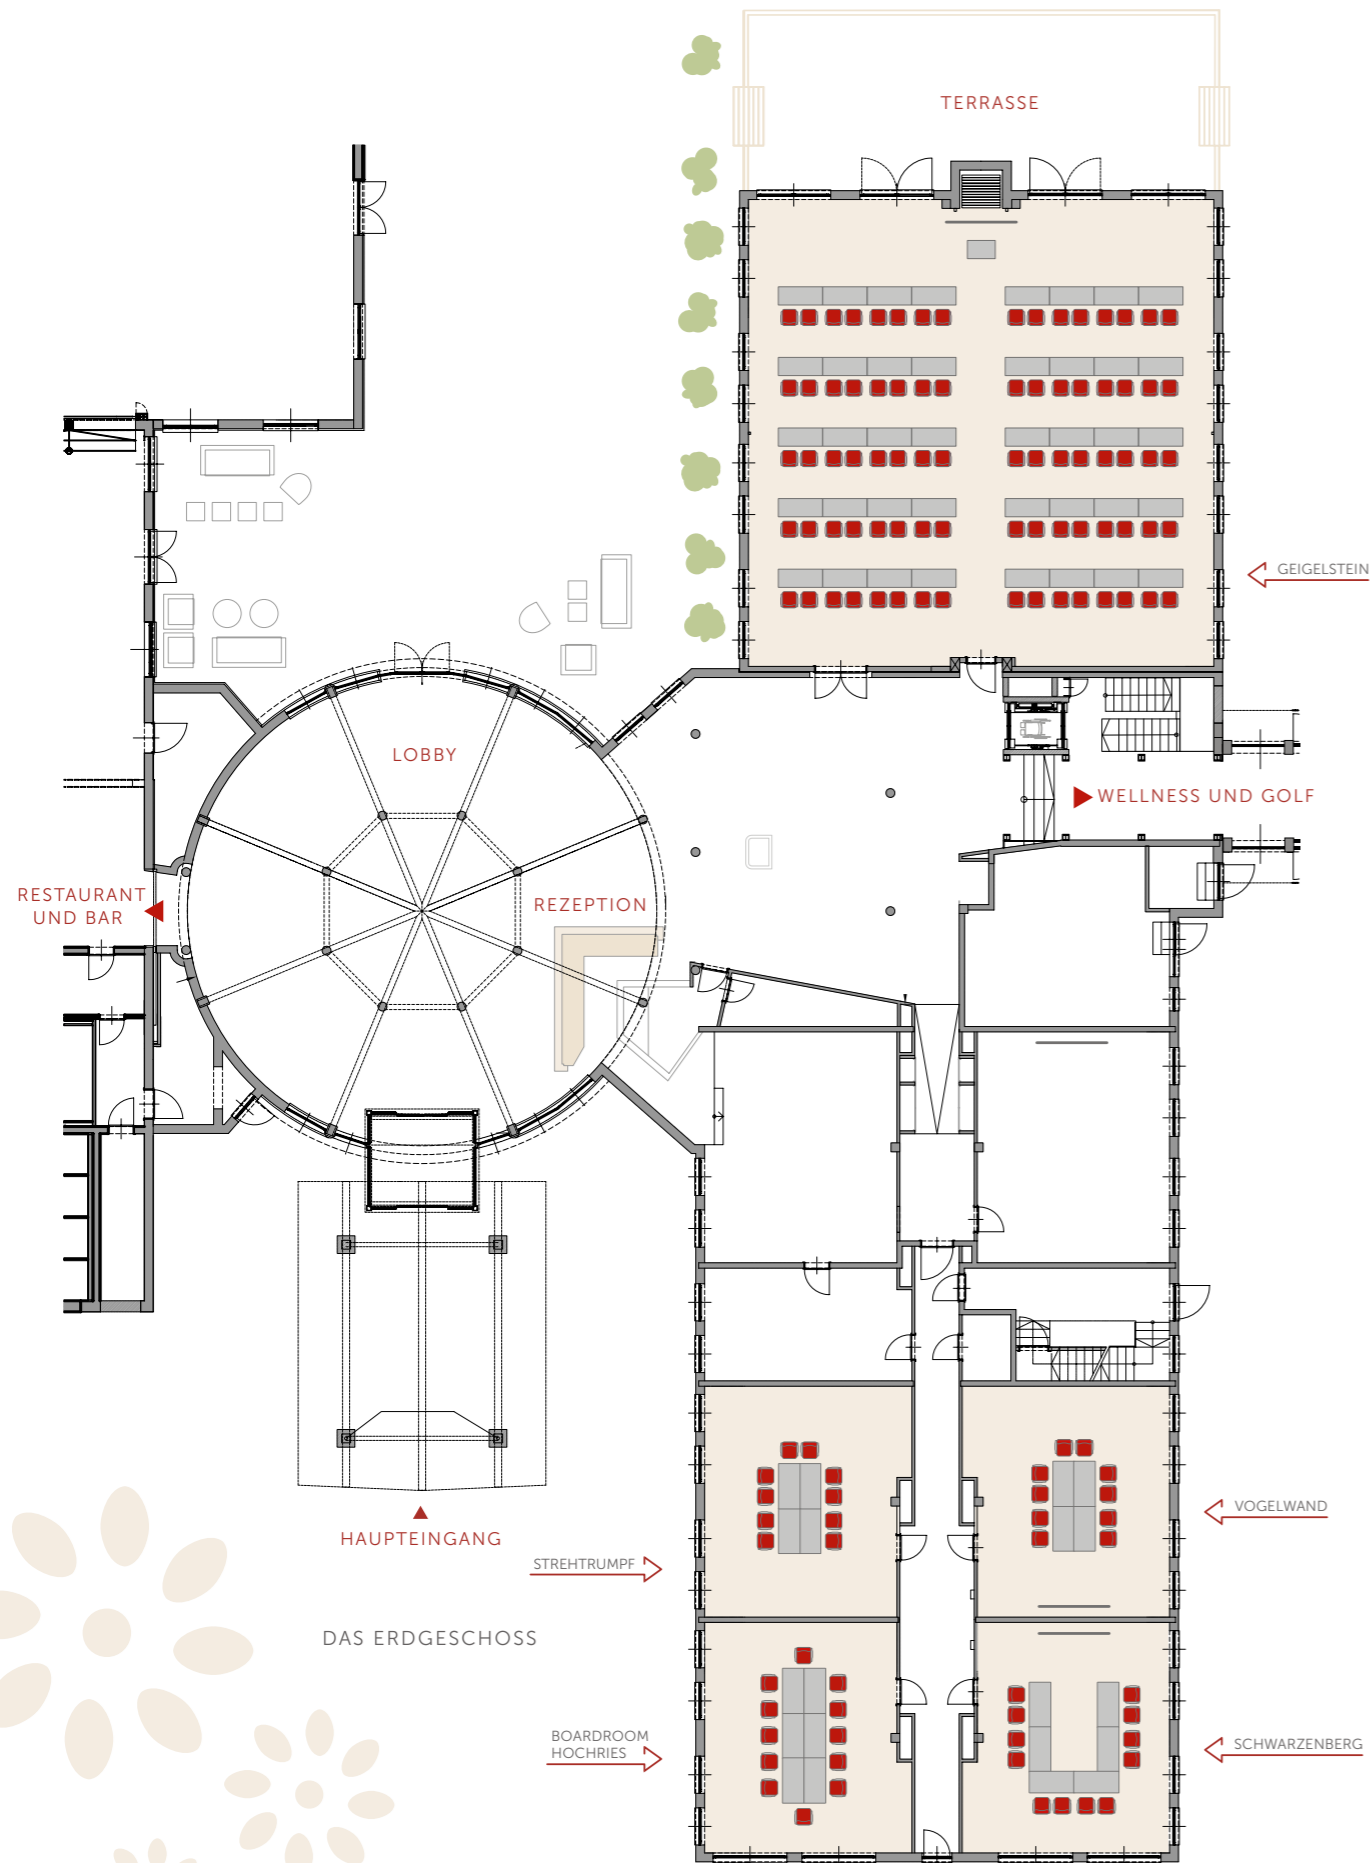 TERRASSE
GEIGELSTEIN
LOBBY
WELLNESS UND GOLF
RESTAURANT
UND BAR
REZEPTION
HAUPTEINGANG
VOGELWAND
STREHTRUMPF
DAS ERDGESCHOSS
BOARDROOM
HOCHRIES
SCHWARZENBERG